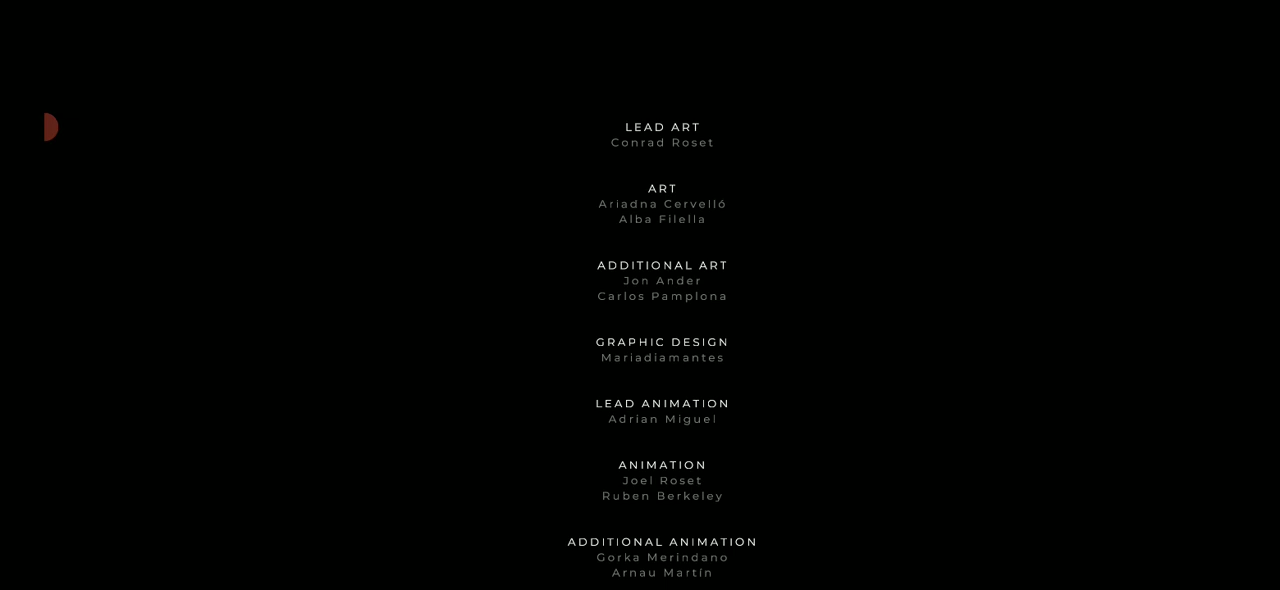 LEAD ART
Conrad Roset
ART
Ariadna Cervelló
Alba Filella
ADDITIONAL ART
Jon Ander
Carlos Pamplona
GRAPHIC DESIGN
Mariadiamantes
LEAD ANIMATION
Adrian Miguel
ANIMATION
Joel Roset
Ruben Berkeley
ADDITIONAL ANIMATION
Gorka Merindano
Arnau Martín